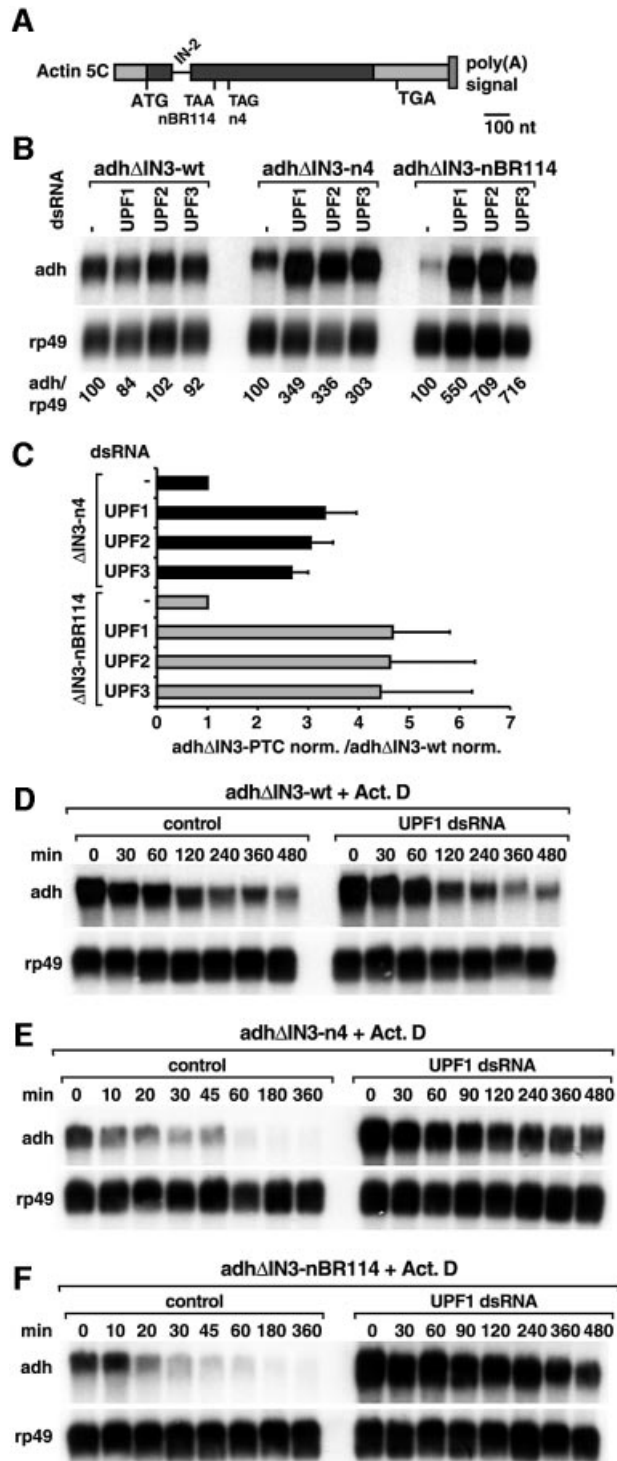 A
IN-2
Actin 5C
poly(A)
signal
ATG TAA TAG TGA
nBR114 n4
100 nt
B
adhΔIN3-wt adhΔIN3-n4 adhΔIN3-nBR114
dsRNA - UPF1 UPF2 UPF3 - UPF1 UPF2 UPF3 - UPF1 UPF2 UPF3
adh
rp49
adh/ 100 84 102 92 100 349 336 303 100 550 709 716
rp49
C
dsRNA
ΔIN3-n4
-
UPF1
UPF2
UPF3
ΔIN3-nBR114
-
UPF1
UPF2
UPF3
0 1 2 3 4 5 6 7
adhΔIN3-PTC norm. /adhΔIN3-wt norm.
D
adhΔIN3-wt + Act. D
control UPF1 dsRNA
min 0 30 60 120 240 360 480 0 30 60 120 240 360 480
adh
rp49
E
adhΔIN3-n4 + Act. D
control UPF1 dsRNA
min 0 10 20 30 45 60 180 360 0 30 60 90 120 240 360 480
adh
rp49
F
adhΔIN3-nBR114 + Act. D
control UPF1 dsRNA
min 0 10 20 30 45 60 180 360 0 30 60 90 120 240 360 480
adh
rp49